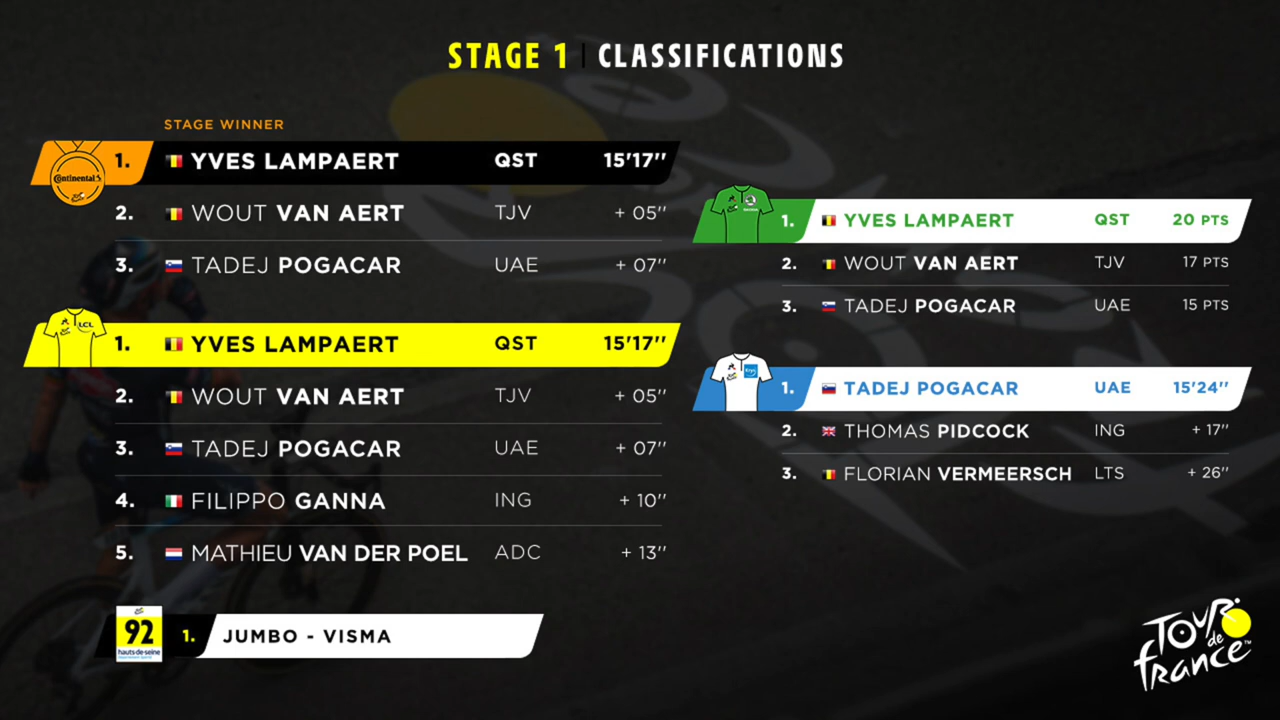 STAGE 1 | CLASSIFICATIONS
STAGE WINNER
Continental
1. YVES LAMPAERT QST 15'17''
2. WOUT VAN AERT TJV + 05''
3. TADEJ POGACAR UAE + 07''
LCL
1. YVES LAMPAERT QST 15'17''
2. WOUT VAN AERT TJV + 05''
3. TADEJ POGACAR UAE + 07''
4. FILIPPO GANNA ING + 10''
5. MATHIEU VAN DER POEL ADC + 13''
92
hauts-de-seine
1. JUMBO - VISMA
1. YVES LAMPAERT QST 20 PTS
2. WOUT VAN AERT TJV 17 PTS
3. TADEJ POGACAR UAE 15 PTS
1. TADEJ POGACAR UAE 15'24''
2. THOMAS PIDCOCK ING + 17''
3. FLORIAN VERMEERSCH LTS + 26''
TOUR
de
france™